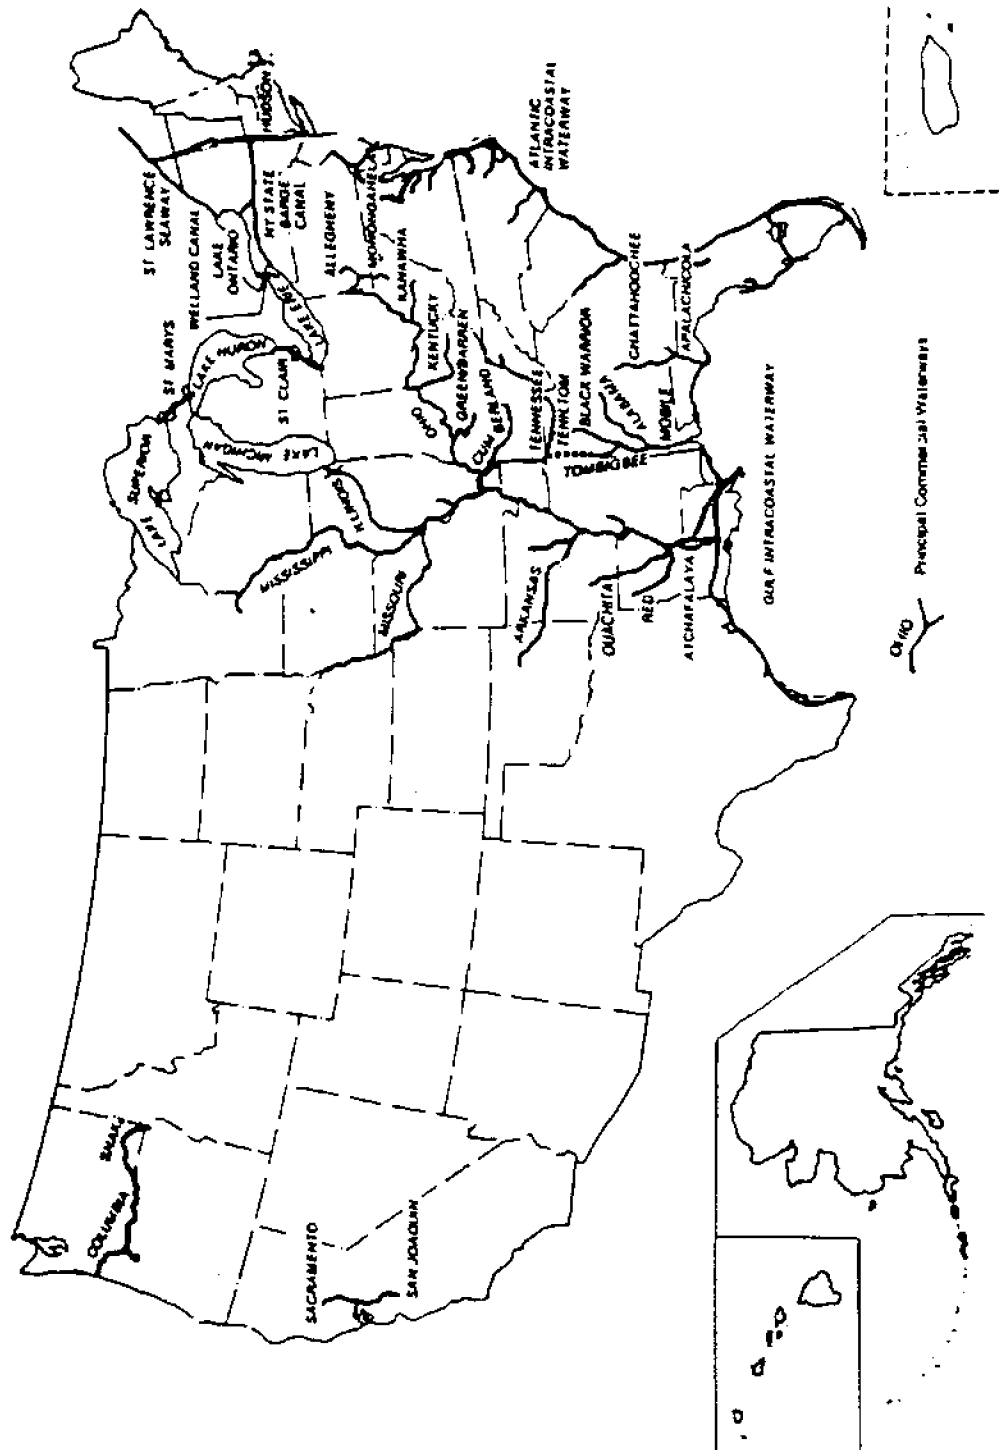 COLUMBIA
SNAKE
SACRAMENTO
SAN JOAQUIN
MISSISSIPPI
MISSOURI
ILLINOIS
LAKE SUPERIOR
LAKE MICHIGAN
ST MARYS
LAKE HURON
ST CLAIR
WELLAND CANAL
LAKE
ONTARIO
LAKE ERIE
ST LAWRENCE
SEAWAY
NY STATE
BARGE
CANAL
HUDSON
ALLEGHENY
MONONGAHELA
KANAWHA
KENTUCKY
OHIO
GREEN BARREN
CUMBERLAND
TENNESSEE
TENN TOM
BLACK WARRIOR
ALABAMA
MOBILE
TOMBIGBEE
CHATTAHOOCHEE
APALACHICOLA
ARKANSAS
OUACHITA
RED
ATCHAFALAYA
GULF INTRACOASTAL WATERWAY
ATLANTIC
INTRACOASTAL
WATERWAY
OHIO
Principal Commercial Waterways